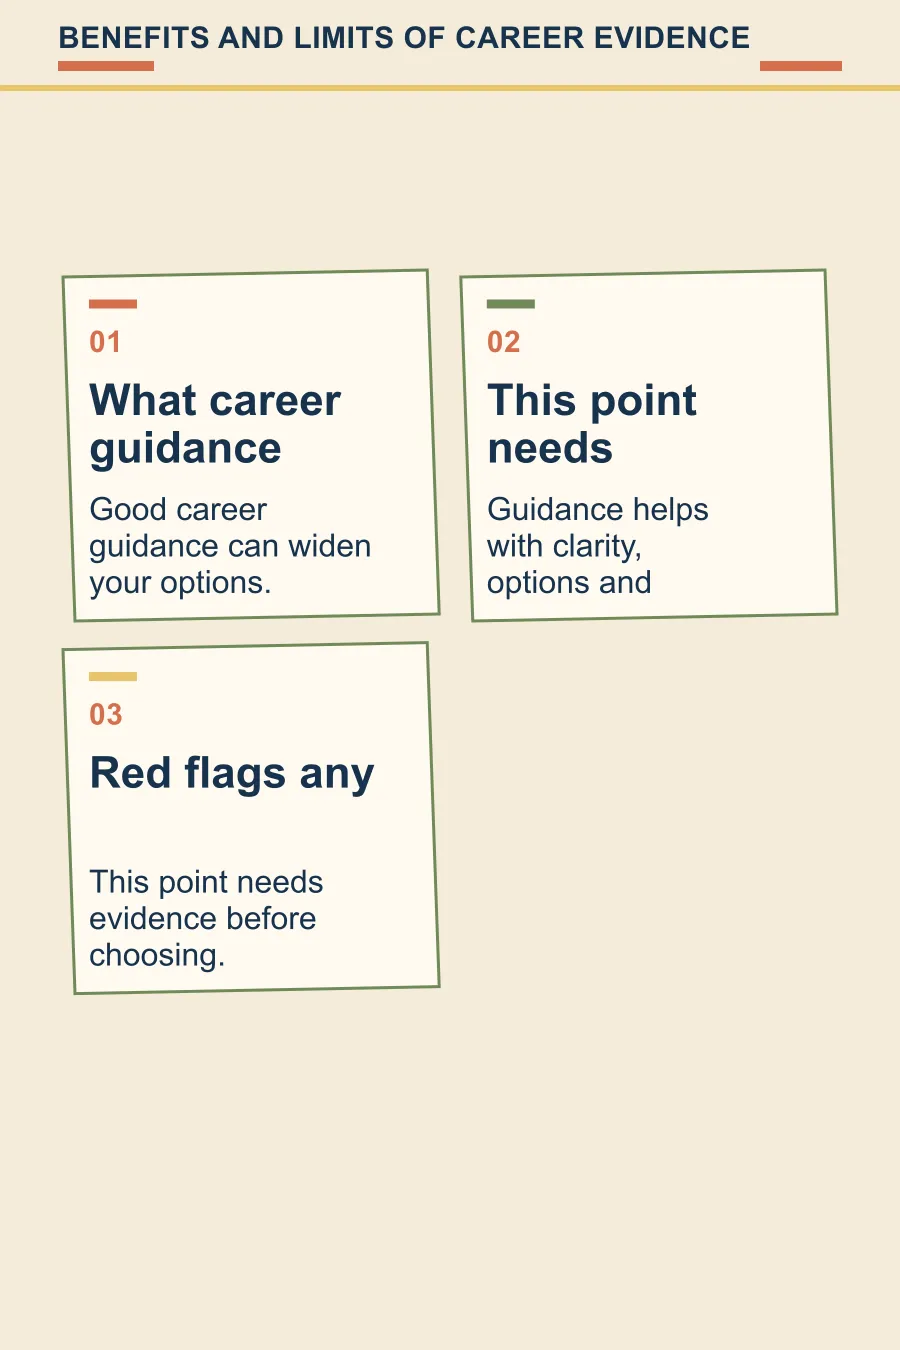 BENEFITS AND LIMITS OF CAREER EVIDENCE
01
What career
guidance
Good career
guidance can widen
your options.
02
This point
needs
Guidance helps
with clarity,
options and
03
Red flags any
This point needs
evidence before
choosing.